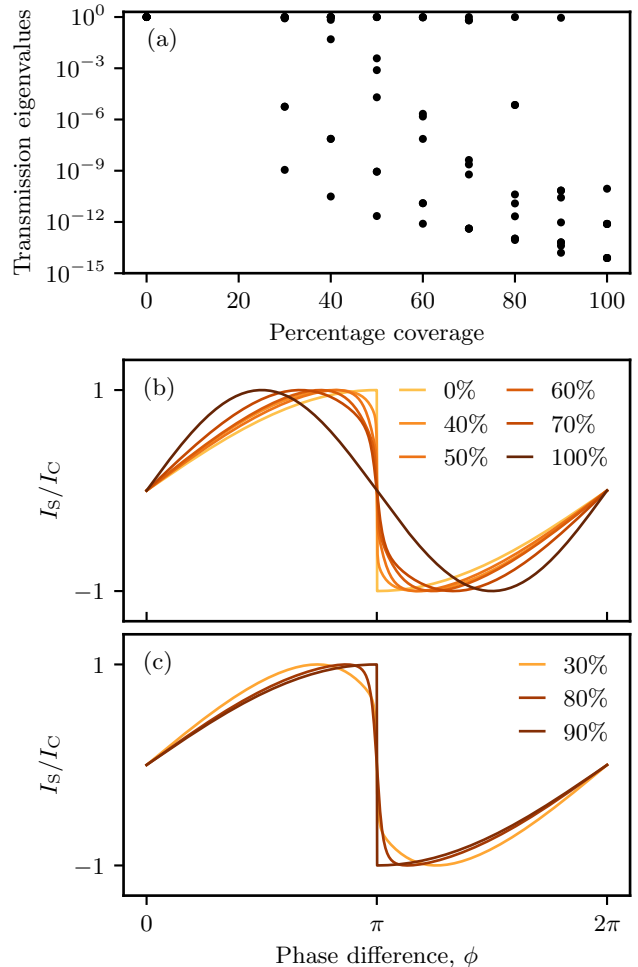 (a)
Transmission eigenvalues
10⁰
10⁻³
10⁻⁶
10⁻⁹
10⁻¹²
10⁻¹⁵
0 20 40 60 80 100
Percentage coverage
(b)
I_S/I_C
1
−1
0% 60%
40% 70%
50% 100%
(c)
I_S/I_C
1
−1
30%
80%
90%
0 π 2π
Phase difference, ϕ